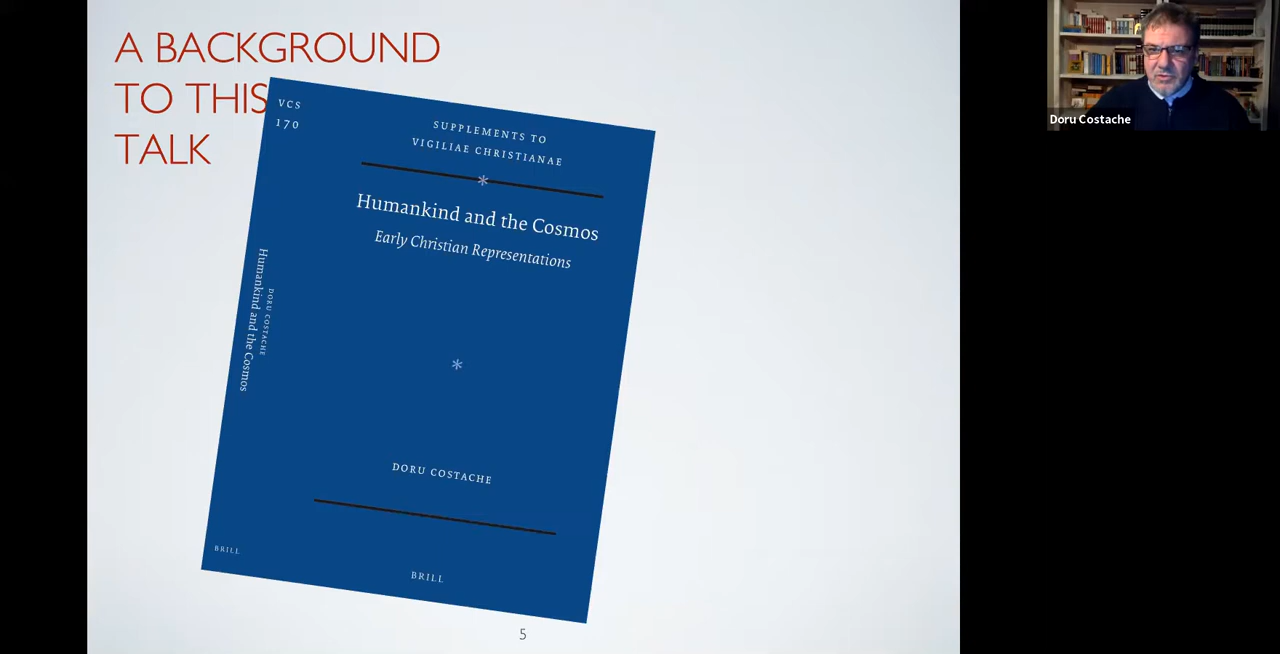 A BACKGROUND
TO THIS
TALK
VCS
170
SUPPLEMENTS TO
VIGILIAE CHRISTIANAE
*
Humankind and the Cosmos
Early Christian Representations
*
DORU COSTACHE
BRILL
DORU COSTACHE
Humankind and the Cosmos
BRILL
5
Doru Costache